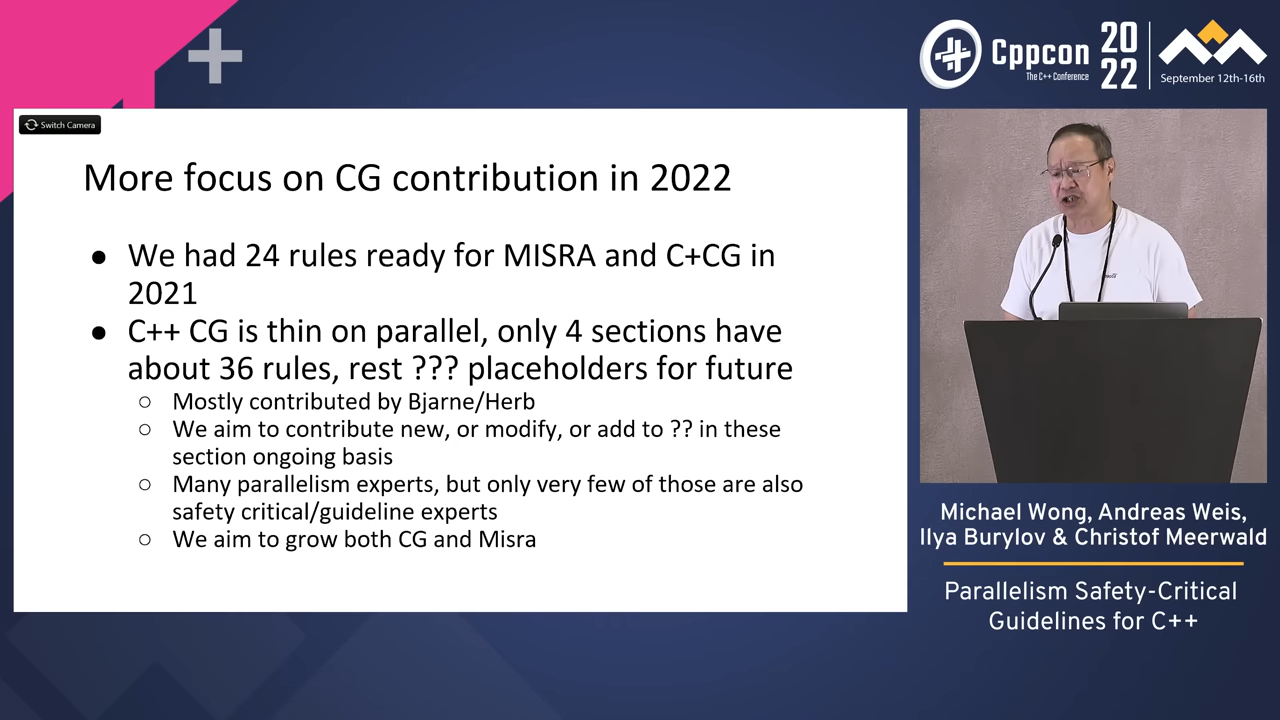 Cppcon
The C++ Conference
20
22
September 12th-16th
Switch Camera
More focus on CG contribution in 2022
● We had 24 rules ready for MISRA and C+CG in
2021
● C++ CG is thin on parallel, only 4 sections have
about 36 rules, rest ??? placeholders for future
○ Mostly contributed by Bjarne/Herb
○ We aim to contribute new, or modify, or add to ?? in these
section ongoing basis
○ Many parallelism experts, but only very few of those are also
safety critical/guideline experts
○ We aim to grow both CG and Misra
Michael Wong, Andreas Weis,
Ilya Burylov & Christof Meerwald
Parallelism Safety-Critical
Guidelines for C++